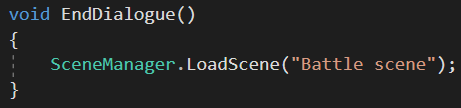 void EndDialogue()
{
    SceneManager.LoadScene("Battle scene");
}